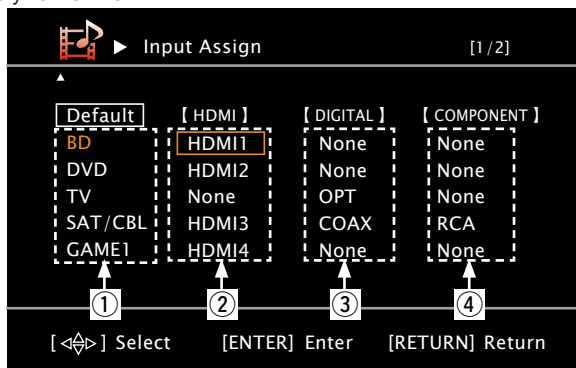 Input Assign [1/2]
Default [ HDMI ] [ DIGITAL ] [ COMPONENT ]
BD HDMI1 None None
DVD HDMI2 None None
TV None OPT None
SAT/CBL HDMI3 COAX RCA
GAME1 HDMI4 None None
① ② ③ ④
[◁△▽▷] Select [ENTER] Enter [RETURN] Return